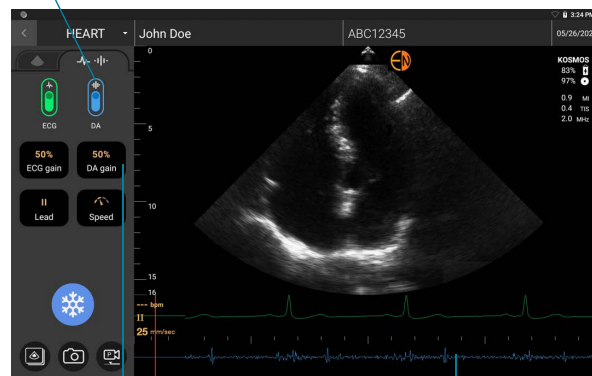 3:24 PM
HEART
John Doe
ABC12345
05/26/202
0
KOSMOS
83%
97%
0.9 MI
0.4 TIS
2.0 MHz
ECG
DA
5
50%
ECG gain
50%
DA gain
II
Lead
Speed
10
15
16
--- bpm
II
25 mm/sec
P